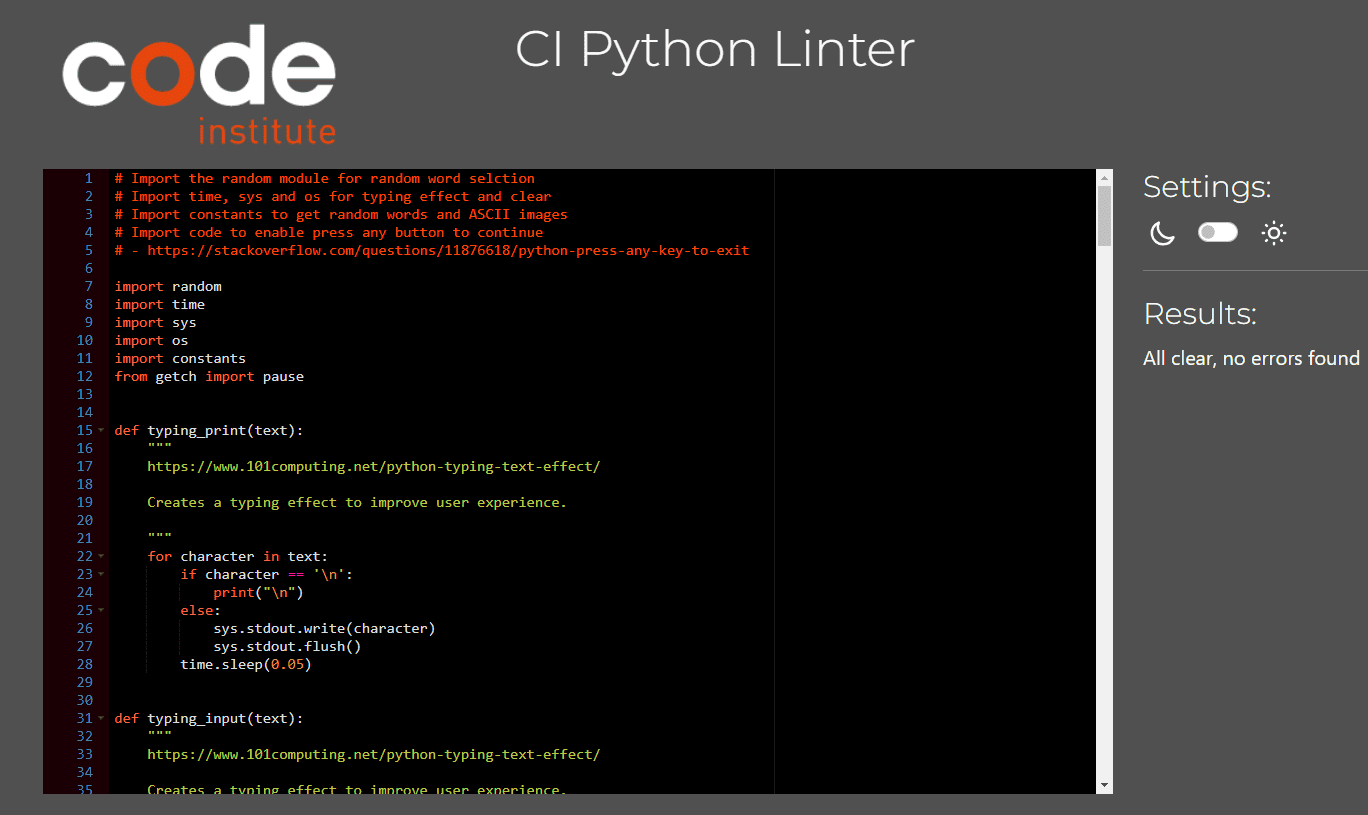 code
institute
CI Python Linter
1 # Import the random module for random word selction
2 # Import time, sys and os for typing effect and clear
3 # Import constants to get random words and ASCII images
4 # Import code to enable press any button to continue
5 # - https://stackoverflow.com/questions/11876618/python-press-any-key-to-exit
6
7 import random
8 import time
9 import sys
10 import os
11 import constants
12 from getch import pause
13
14
15 def typing_print(text):
16     """
17     https://www.101computing.net/python-typing-text-effect/
18
19     Creates a typing effect to improve user experience.
20
21     """
22     for character in text:
23         if character == '\n':
24             print("\n")
25         else:
26             sys.stdout.write(character)
27             sys.stdout.flush()
28         time.sleep(0.05)
29
30
31 def typing_input(text):
32     """
33     https://www.101computing.net/python-typing-text-effect/
34
35     Creates a typing effect to improve user experience.
Settings:
Results:
All clear, no errors found